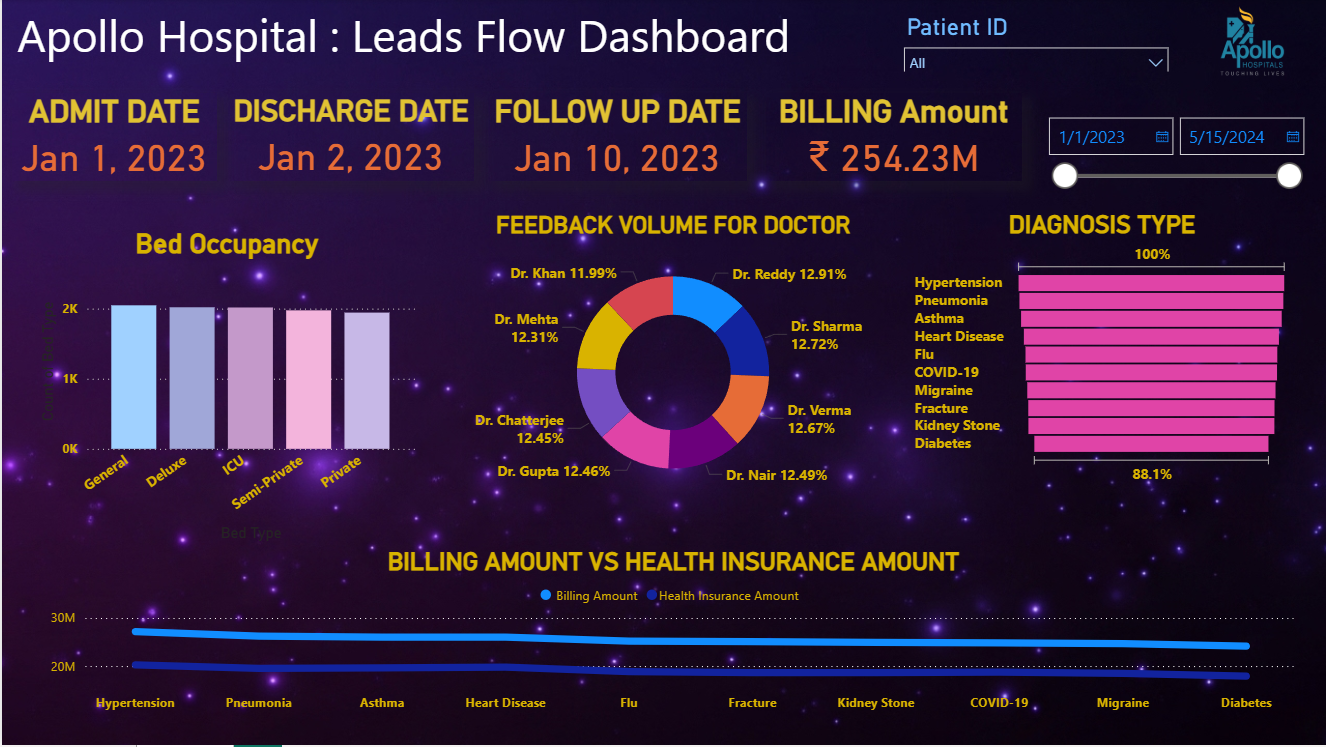 Apollo Hospital : Leads Flow Dashboard
Patient ID
All
Apollo
HOSPITALS
TOUCHING LIVES
ADMIT DATE
Jan 1, 2023
DISCHARGE DATE
Jan 2, 2023
FOLLOW UP DATE
Jan 10, 2023
BILLING Amount
₹ 254.23M
1/1/2023
5/15/2024
Bed Occupancy
2K
1K
0K
General
Deluxe
ICU
Semi-Private
Private
Bed Type
FEEDBACK VOLUME FOR DOCTOR
Dr. Khan 11.99%
Dr. Reddy 12.91%
Dr. Mehta
12.31%
Dr. Sharma
12.72%
Dr. Chatterjee
12.45%
Dr. Verma
12.67%
Dr. Gupta 12.46%
Dr. Nair 12.49%
DIAGNOSIS TYPE
100%
Hypertension
Pneumonia
Asthma
Heart Disease
Flu
COVID-19
Migraine
Fracture
Kidney Stone
Diabetes
88.1%
BILLING AMOUNT VS HEALTH INSURANCE AMOUNT
Billing Amount
Health Insurance Amount
30M
20M
Hypertension
Pneumonia
Asthma
Heart Disease
Flu
Fracture
Kidney Stone
COVID-19
Migraine
Diabetes